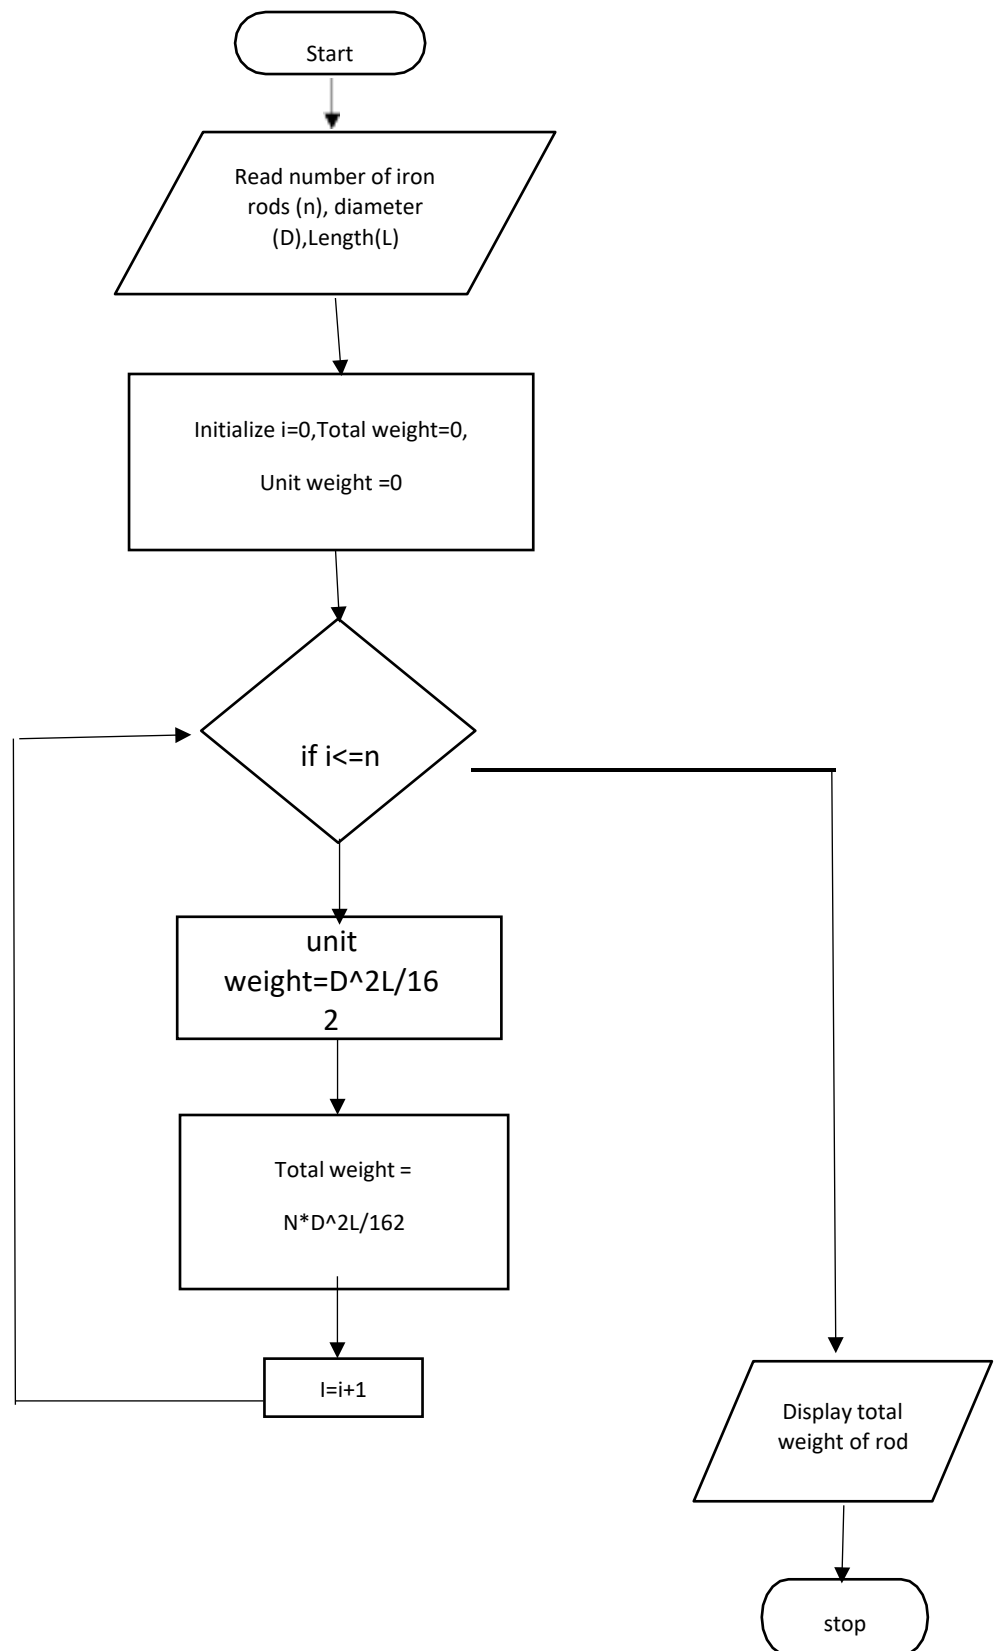 Start
Read number of iron
rods (n), diameter
(D),Length(L)
Initialize i=0,Total weight=0,
Unit weight =0
if i<=n
unit
weight=D^2L/16
2
Total weight =
N*D^2L/162
I=i+1
Display total
weight of rod
stop